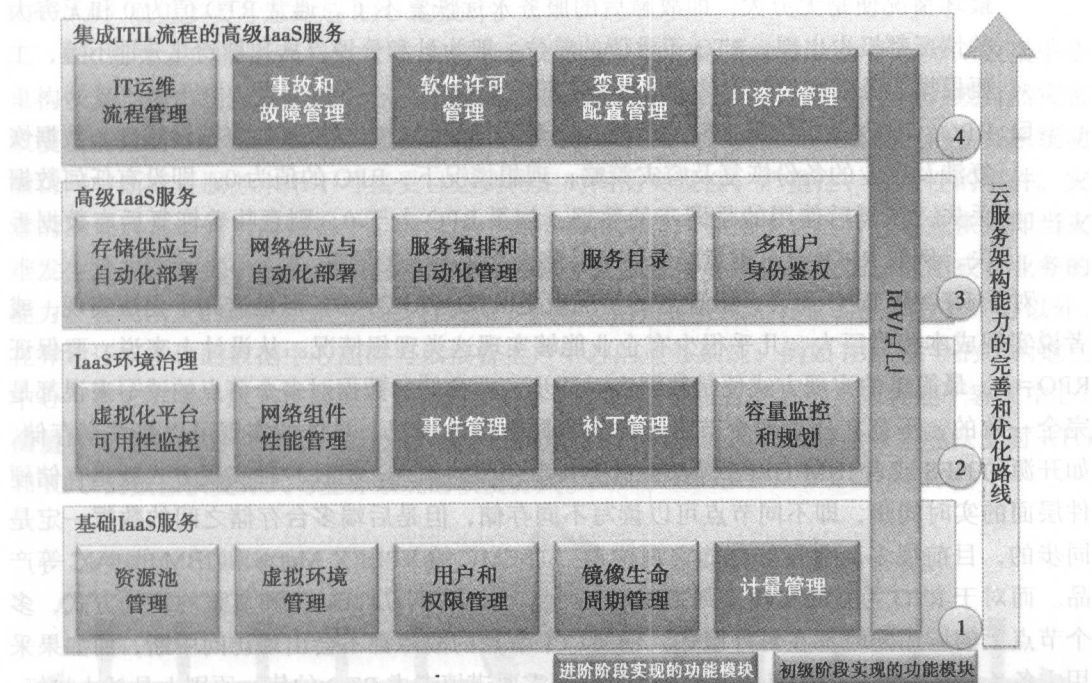 集成ITIL流程的高级IaaS服务
IT运维
流程管理
事故和
故障管理
软件许可
管理
变更和
配置管理
IT资产管理
4
高级IaaS服务
存储供应与
自动化部署
网络供应与
自动化部署
服务编排和
自动化管理
服务目录
多租户
身份鉴权
3
IaaS环境治理
虚拟化平台
可用性监控
网络组件
性能管理
事件管理
补丁管理
容量监控
和规划
2
基础IaaS服务
资源池
管理
虚拟环境
管理
用户和
权限管理
镜像生命
周期管理
计量管理
1
门户/API
云服务架构能力的完善和优化路线
进阶阶段实现的功能模块
初级阶段实现的功能模块